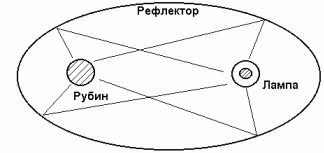 Рефлектор
Рубин
Лампа